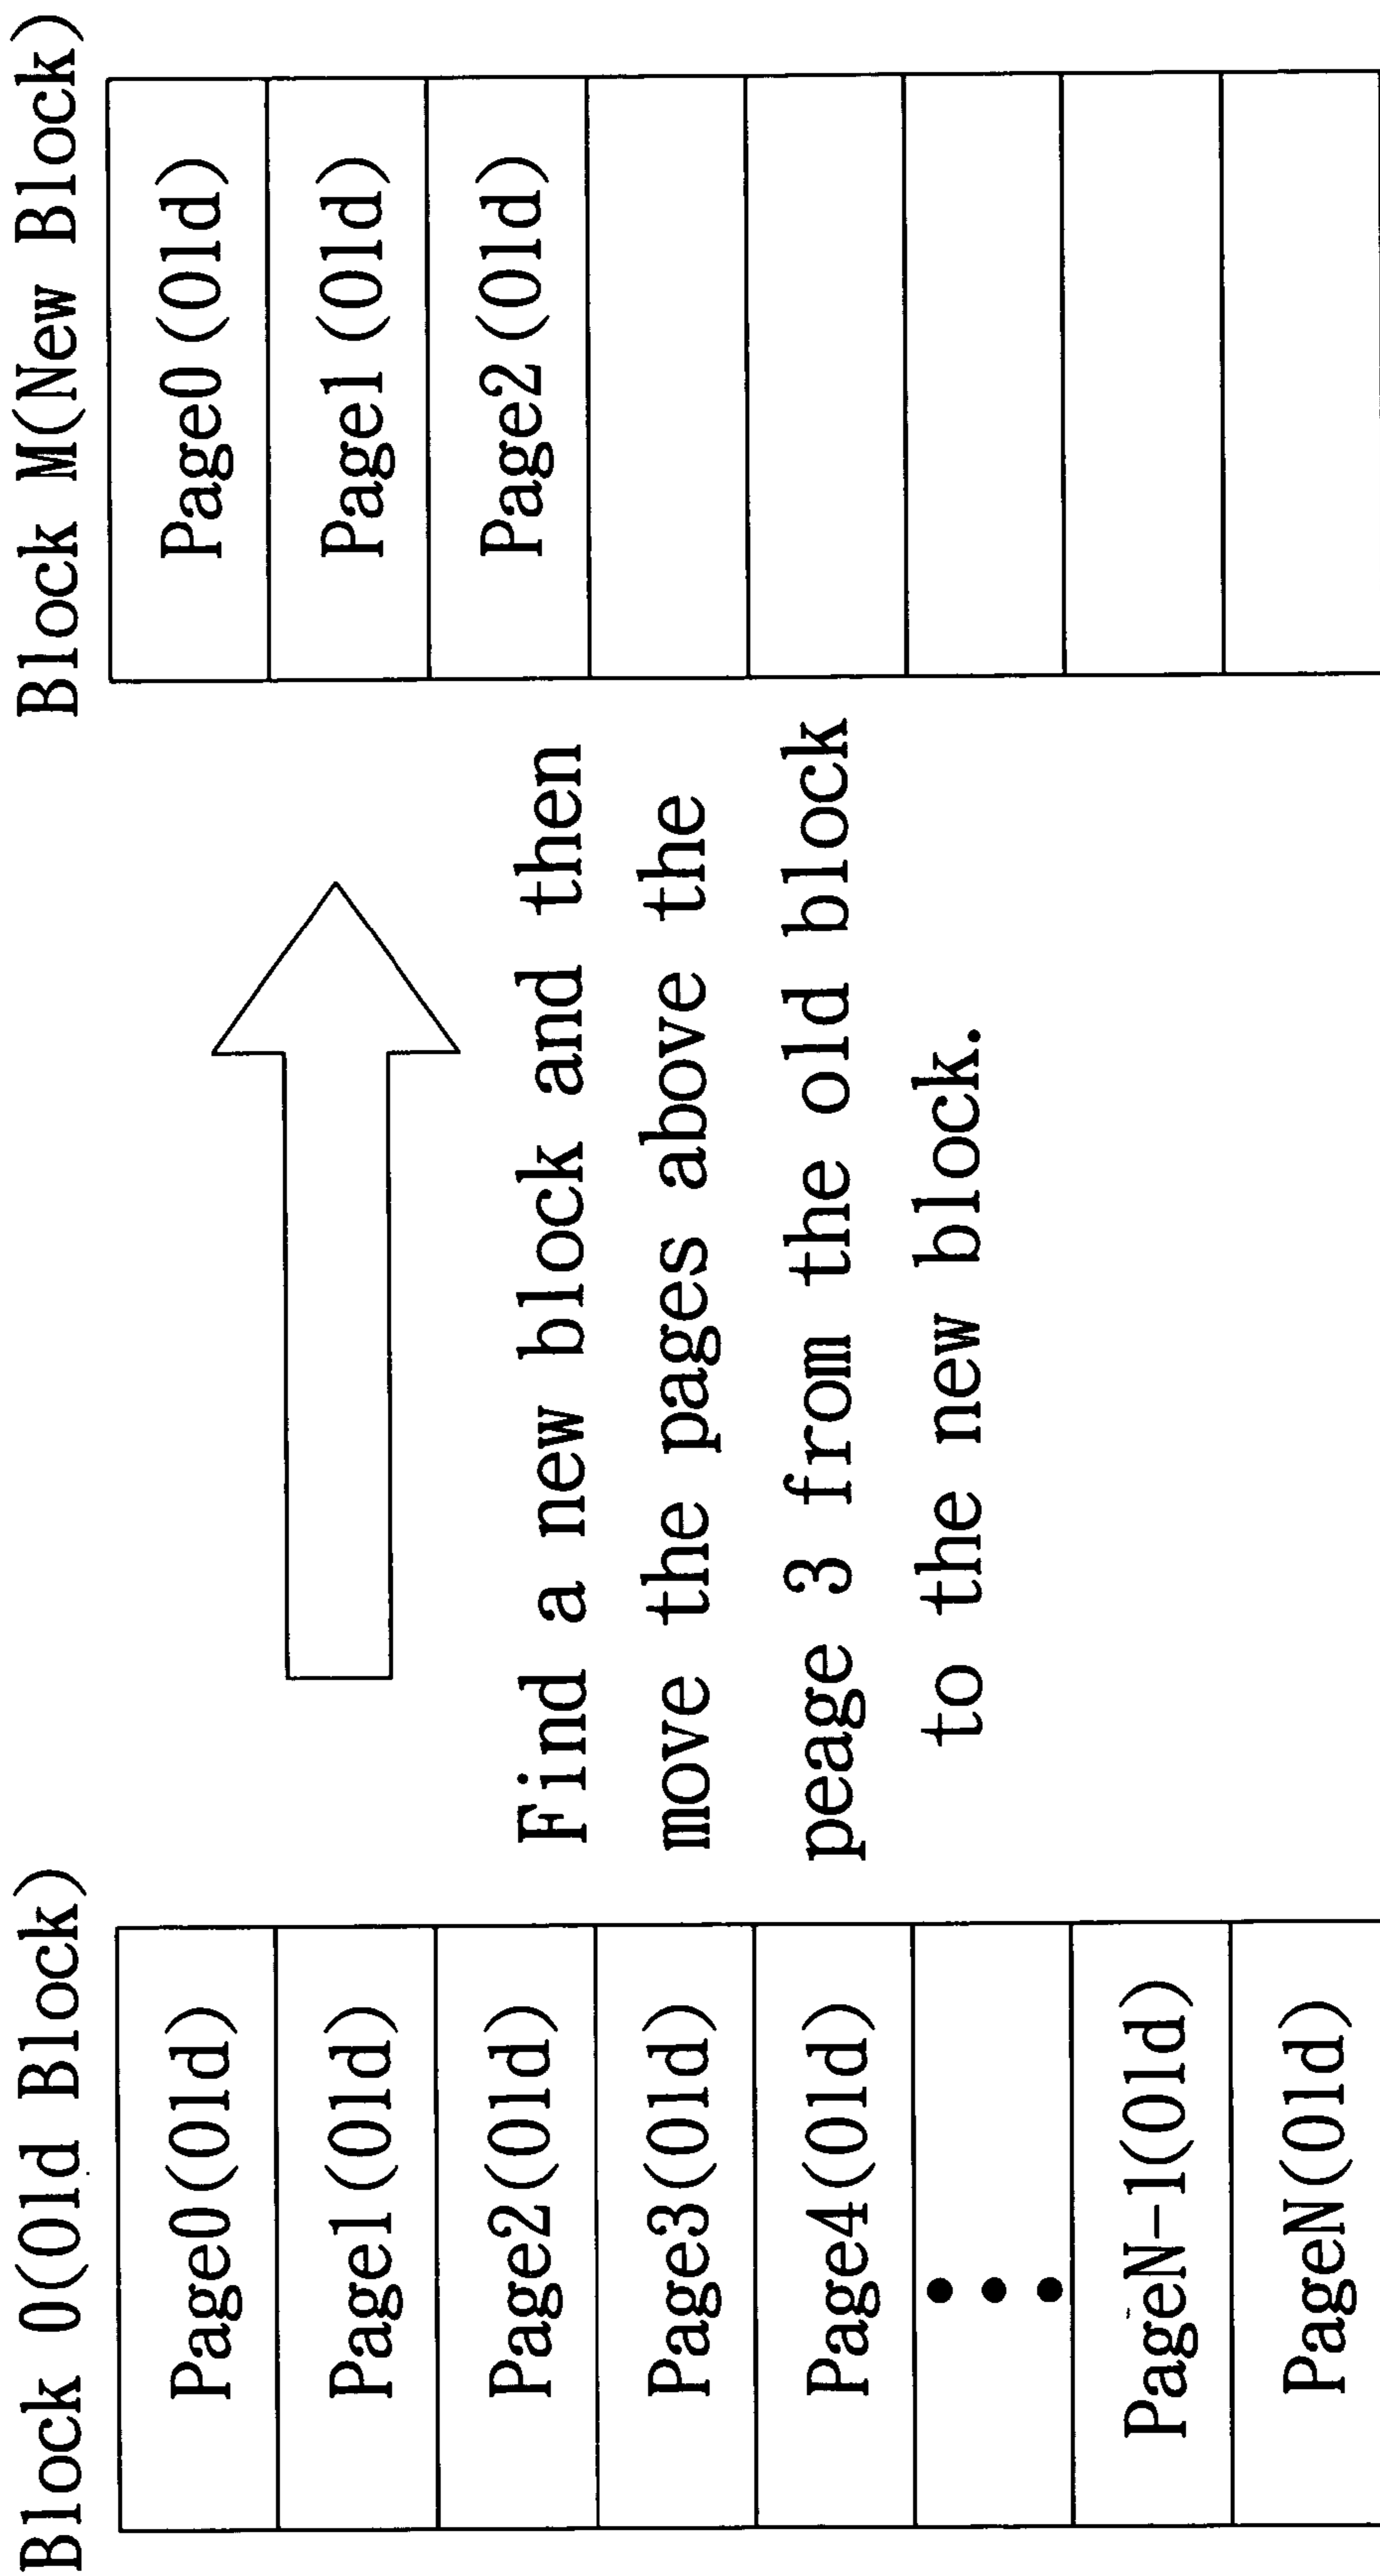 Block 0(Old Block)
Page0(Old)
Page1(Old)
Page2(Old)
Page3(Old)
Page4(Old)
PageN-1(Old)
PageN(Old)
Find a new block and then
move the pages above the
peage 3 from the old block
to the new block.
Block M(New Block)
Page0(Old)
Page1(Old)
Page2(Old)